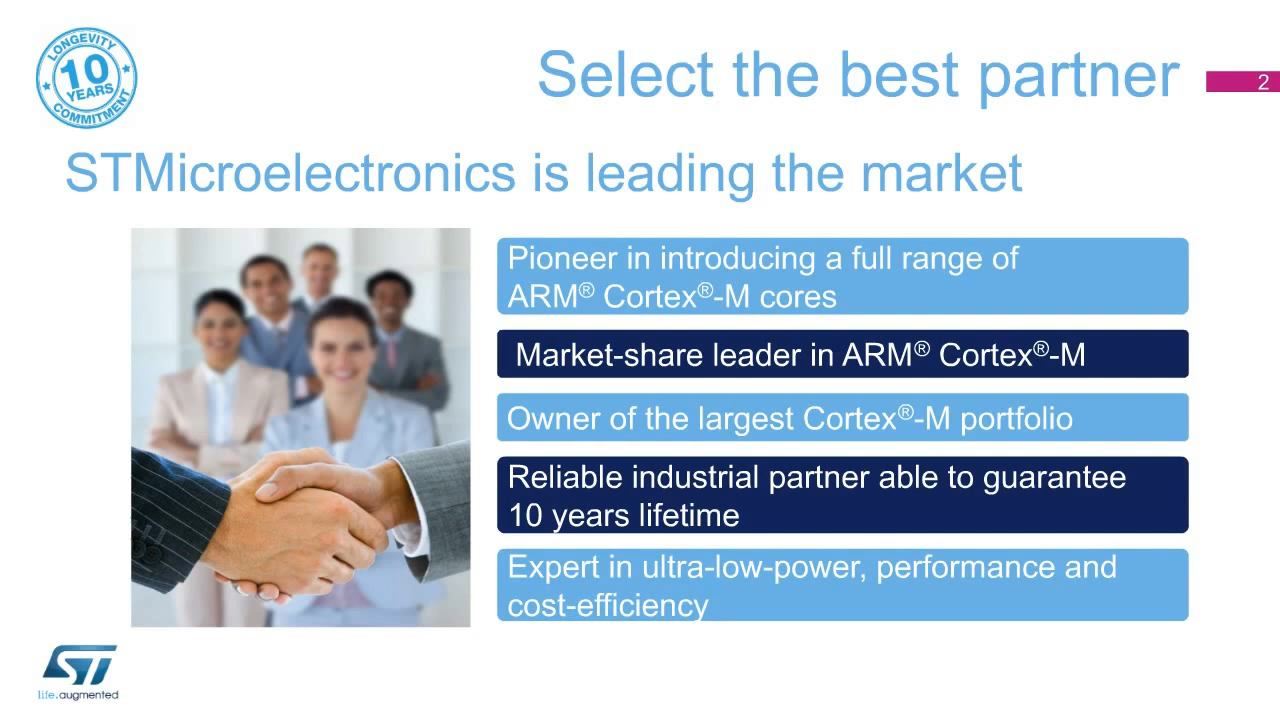 LONGEVITY
10
YEARS
COMMITMENT
Select the best partner
2
STMicroelectronics is leading the market
Pioneer in introducing a full range of
ARM® Cortex®-M cores
Market-share leader in ARM® Cortex®-M
Owner of the largest Cortex®-M portfolio
Reliable industrial partner able to guarantee
10 years lifetime
Expert in ultra-low-power, performance and
cost-efficiency
ST
life.augmented